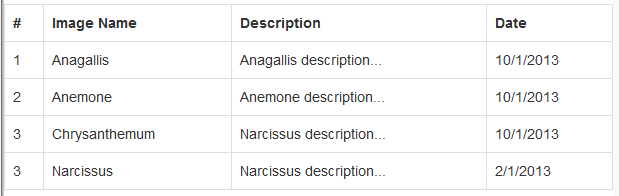 # Image Name Description Date
1 Anagallis Anagallis description... 10/1/2013
2 Anemone Anemone description... 10/1/2013
3 Chrysanthemum Narcissus description... 10/1/2013
3 Narcissus Narcissus description... 2/1/2013